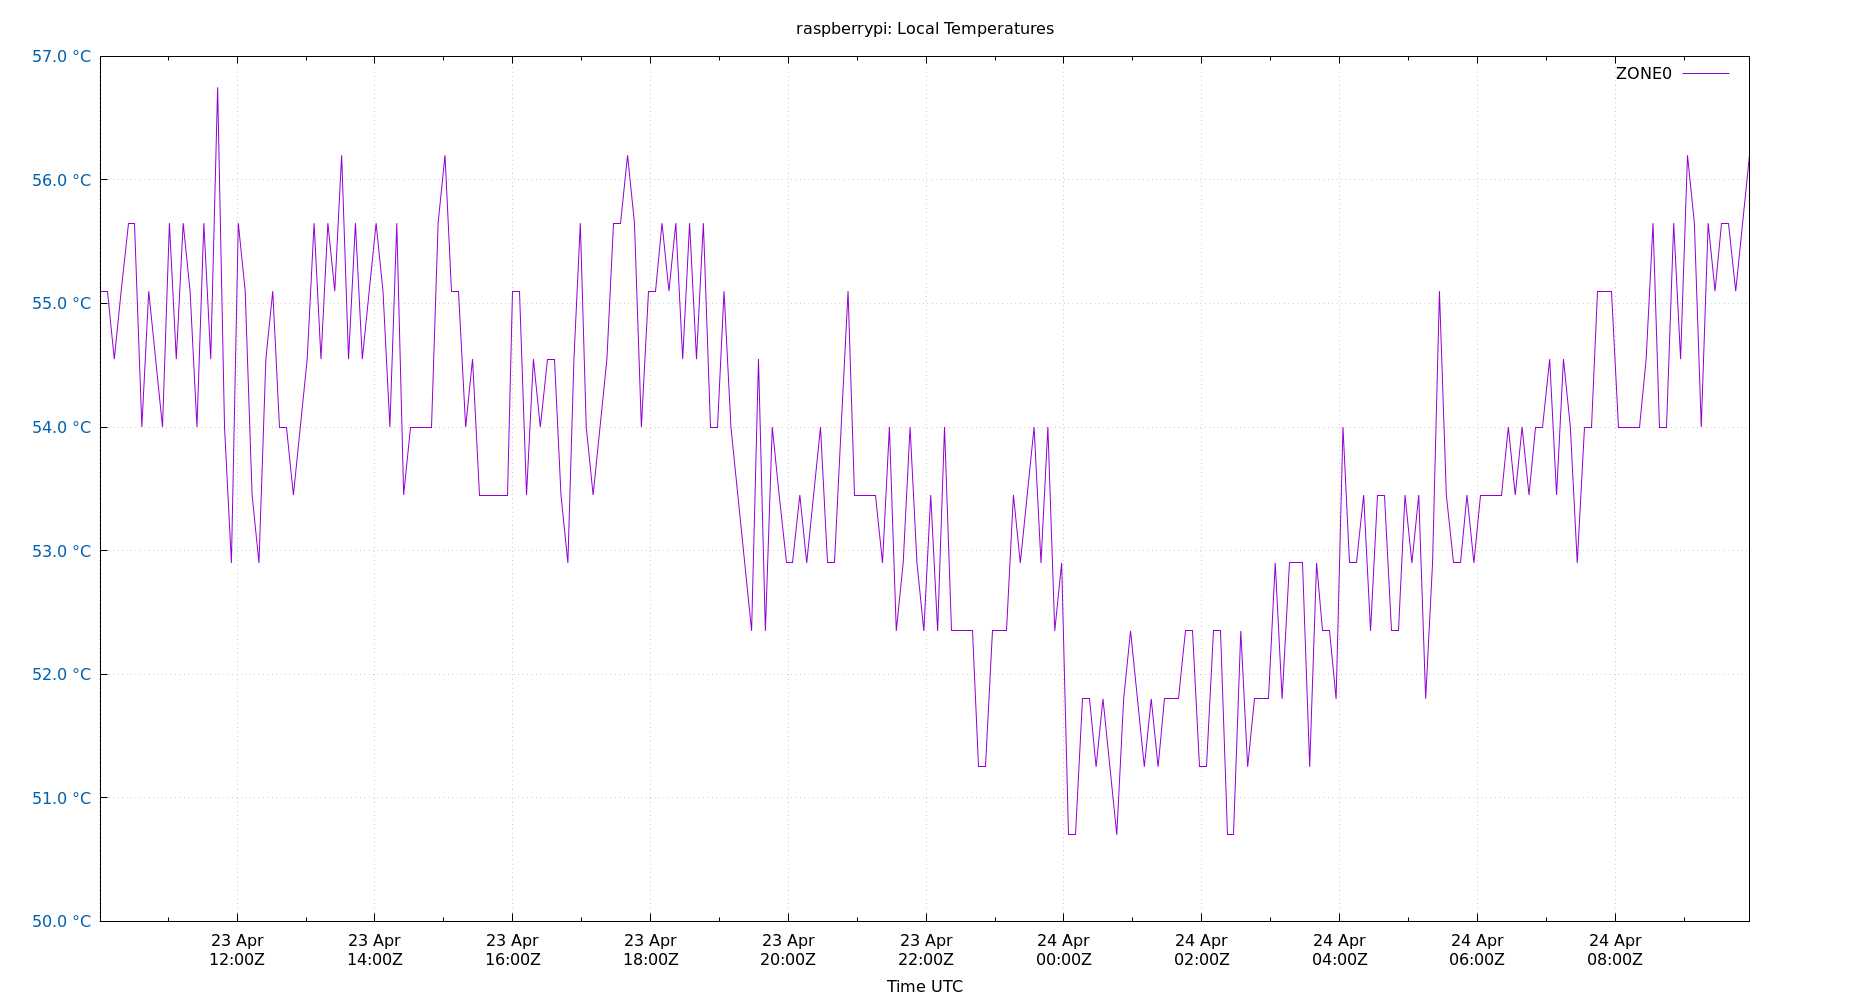 raspberrypi: Local Temperatures
57.0 °C
ZONE0
56.0 °C
55.0 °C
54.0 °C
53.0 °C
52.0 °C
51.0 °C
50.0 °C
23 Apr 23 Apr 23 Apr 23 Apr 23 Apr 23 Apr 24 Apr 24 Apr 24 Apr 24 Apr 24 Apr
12:00Z 14:00Z 16:00Z 18:00Z 20:00Z 22:00Z 00:00Z 02:00Z 04:00Z 06:00Z 08:00Z
Time UTC